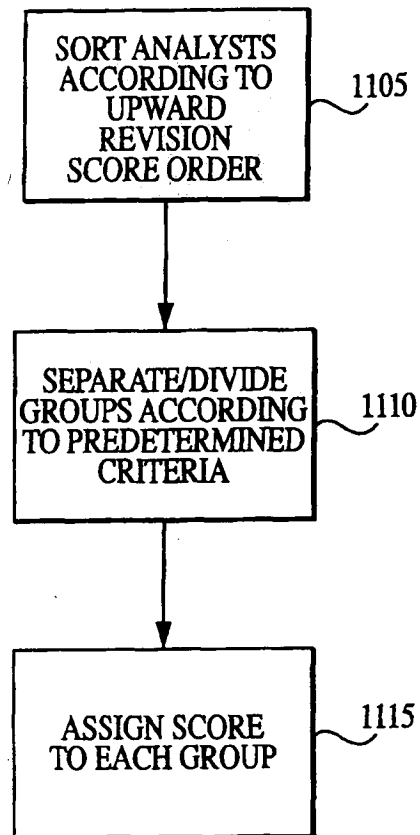 SORT ANALYSTS
ACCORDING TO
UPWARD
REVISION
SCORE ORDER
1105
SEPARATE/DIVIDE
GROUPS ACCORDING
TO PREDETERMINED
CRITERIA
1110
ASSIGN SCORE
TO EACH GROUP
1115